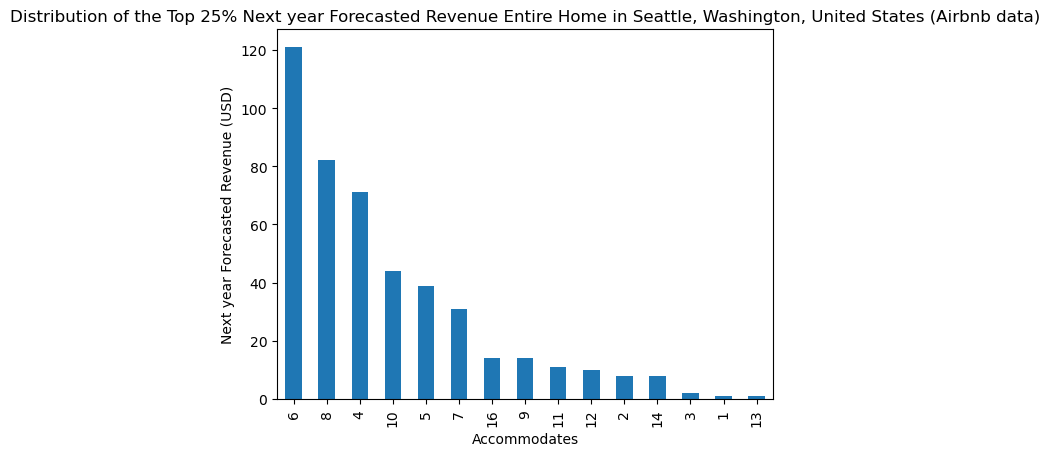 Distribution of the Top 25% Next year Forecasted Revenue Entire Home in Seattle, Washington, United States (Airbnb data)
120
100
80
60
40
20
0
Next year Forecasted Revenue (USD)
6 8 4 10 5 7 16 9 11 12 2 14 3 1 13
Accommodates